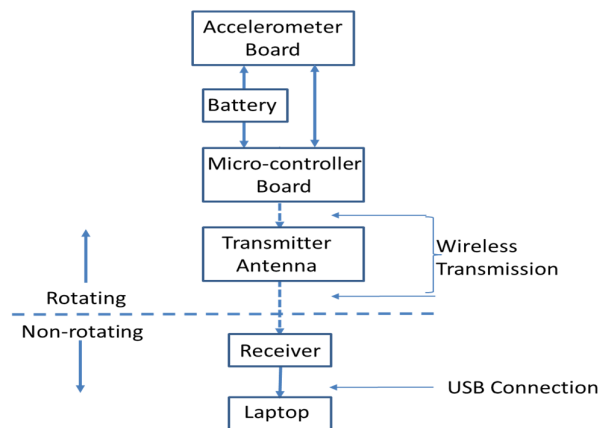 Accelerometer
Board
Battery
Micro-controller
Board
Transmitter
Antenna
Wireless
Transmission
Rotating
Non-rotating
Receiver
USB Connection
Laptop